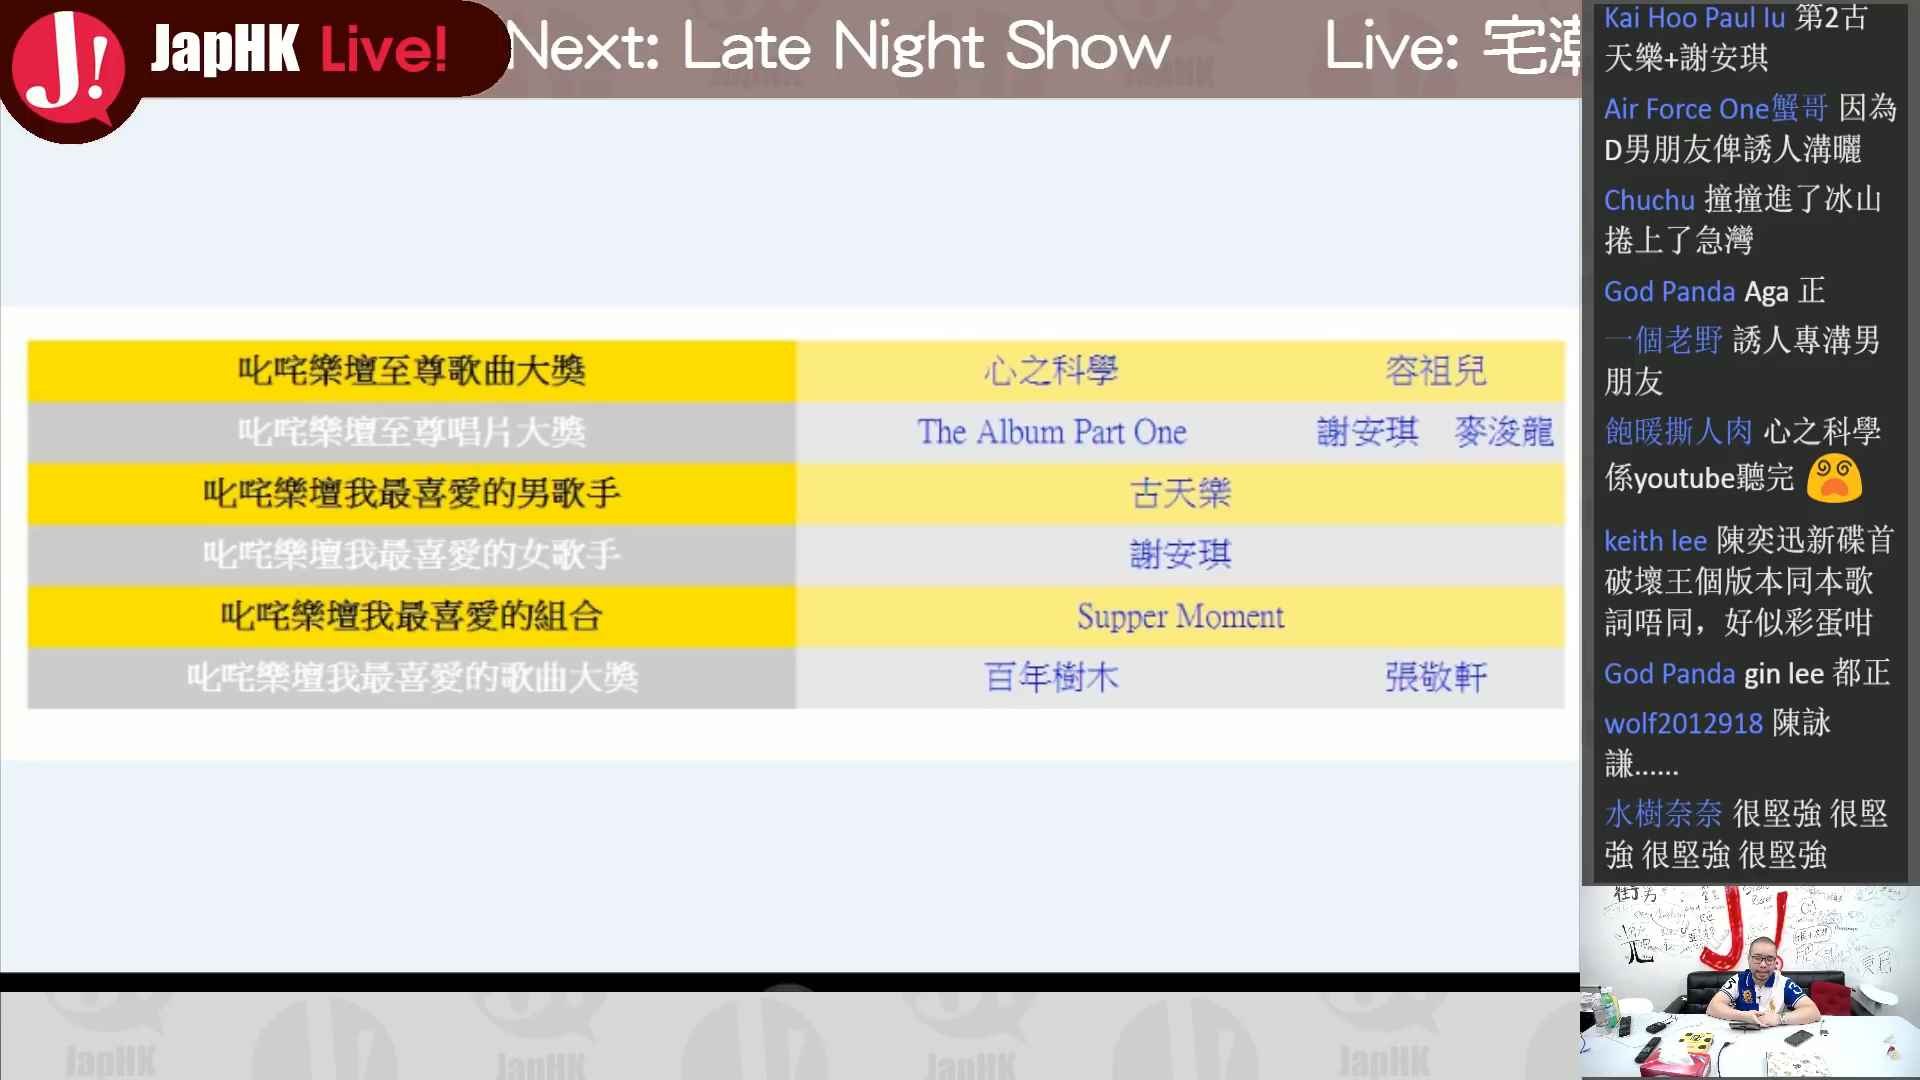 J! JapHK Live!
Next: Late Night Show
Live: 宅
叱咤樂壇至尊歌曲大獎 心之科學 容祖兒
叱咤樂壇至尊唱片大獎 The Album Part One 謝安琪 麥浚龍
叱咤樂壇我最喜愛的男歌手 古天樂
叱咤樂壇我最喜愛的女歌手 謝安琪
叱咤樂壇我最喜愛的組合 Supper Moment
叱咤樂壇我最喜愛的歌曲大獎 百年樹木 張敬軒
Kai Hoo Paul Iu 第2古
天樂+謝安琪
Air Force One蟹哥 因為
D男朋友俾誘人溝曬
Chuchu 撞撞進了冰山
捲上了急灣
God Panda Aga 正
一個老野 誘人專溝男
朋友
飽暖撕人肉 心之科學
係youtube聽完
keith lee 陳奕迅新碟首
破壞王個版本同本歌
詞唔同，好似彩蛋咁
God Panda gin lee 都正
wolf2012918 陳詠
謙......
水樹奈奈 很堅強 很堅
強 很堅強 很堅強
J!
JapHK
JapHK
JapHK
JapHK